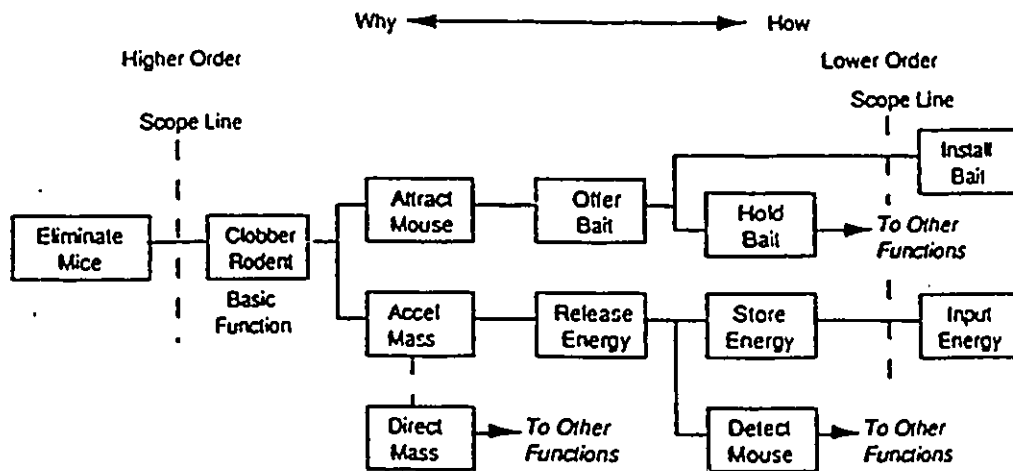 Why
How
Higher Order
Lower Order
Scope Line
Scope Line
Install
Bait
Attract
Mouse
Offer
Bait
Hold
Bait
To Other
Functions
Eliminate
Mice
Clobber
Rodent
Basic
Function
Accel
Mass
Release
Energy
Store
Energy
Input
Energy
Direct
Mass
To Other
Functions
Detect
Mouse
To Other
Functions